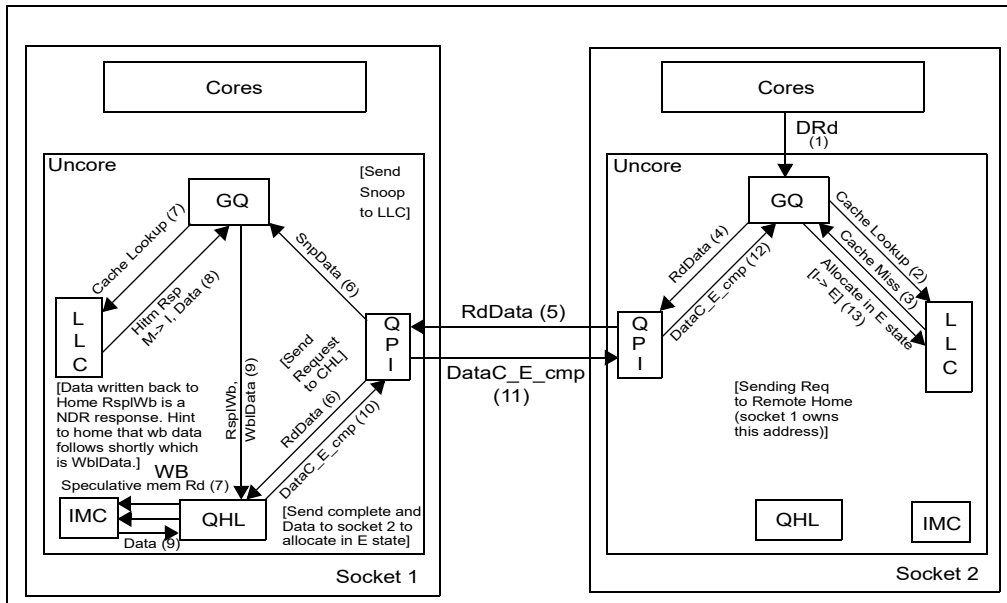 Cores
Uncore
GQ
[Send
Snoop
to LLC]
Cache Lookup (7)
Hitm Rsp
M-> I, Data (8)
SnpData (6)
L
L
C
Q
P
I
[Send
Request
to CHL]
RspIWb,
WbIData (9)
RdData (6)
DataC_E_cmp (10)
[Data written back to
Home RspIWb is a
NDR response. Hint
to home that wb data
follows shortly which
is WbIData.]
WB
Speculative mem Rd (7)
IMC
QHL
Data (9)
[Send complete and
Data to socket 2 to
allocate in E state]
Socket 1
RdData (5)
DataC_E_cmp
(11)
Cores
DRd
(1)
Uncore
GQ
RdData (4)
DataC_E_cmp (12)
Cache Lookup (2)
Cache Miss (3)
Allocate in E state
[I-> E] (13)
Q
P
I
L
L
C
[Sending Req
to Remote Home
(socket 1 owns
this address)]
QHL
IMC
Socket 2